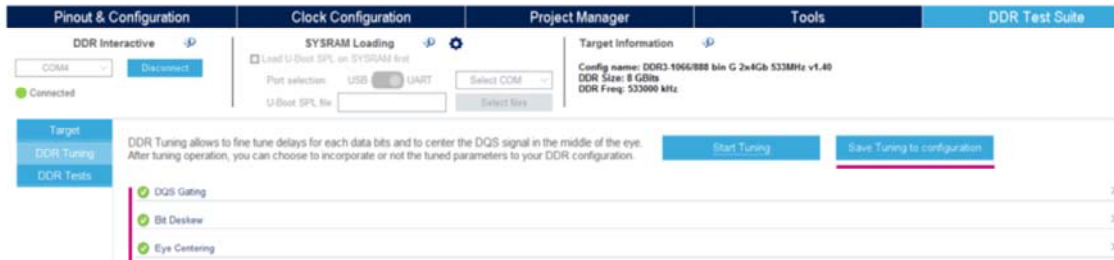 Pinout & Configuration
Clock Configuration
Project Manager
Tools
DDR Test Suite
DDR Interactive
COM4
Disconnect
Connected
SYSRAM Loading
Load U-Boot SPL on SYSRAM first
Port selection USB UART Select COM
U-Boot SPL file Select files
Target Information
Config name: DDR3-1066/888 bin G 2x4Gb 533MHz v1.40
DDR Size: 8 GBits
DDR Freq: 533000 kHz
Target
DDR Tuning
DDR Tests
DDR Tuning allows to fine tune delays for each data bits and to center the DQS signal in the middle of the eye.
After tuning operation, you can choose to incorporate or not the tuned parameters to your DDR configuration.
Start Tuning
Save Tuning to configuration
DQS Gating
Bit Deskew
Eye Centering